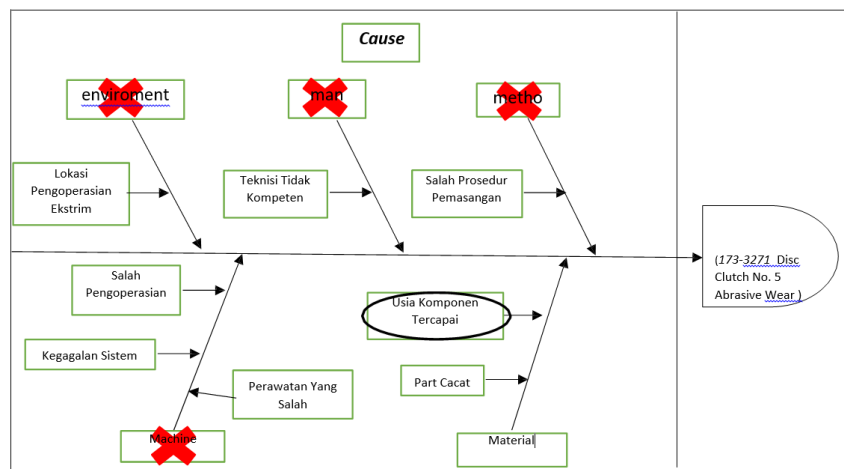 Cause
enviroment
man
metho
Lokasi
Pengoperasian
Ekstrim
Teknisi Tidak
Kompeten
Salah Prosedur
Pemasangan
(173-3271 Disc
Clutch No. 5
Abrasive Wear )
Salah
Pengoperasian
Usia Komponen
Tercapai
Kegagalan Sistem
Perawatan Yang
Salah
Part Cacat
Machine
Material